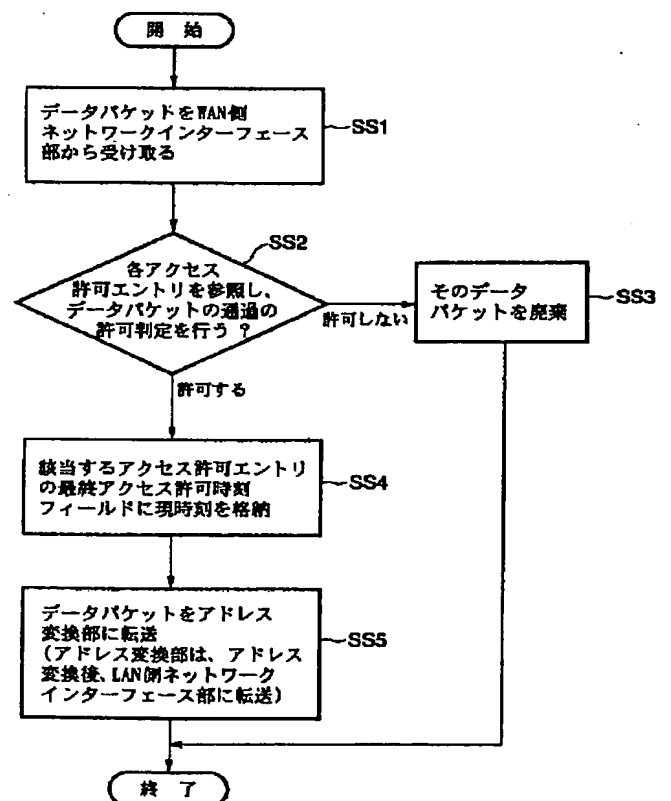 開 始
データパケットをWAN側
ネットワークインターフェース
部から受け取る
SS1
SS2
各アクセス
許可エントリを参照し、
データパケットの通過の
許可判定を行う ?
許可しない
そのデータ
パケットを廃棄
SS3
許可する
該当するアクセス許可エントリ
の最終アクセス許可時刻
フィールドに現時刻を格納
SS4
データパケットをアドレス
変換部に転送
(アドレス変換部は、アドレス
変換後、LAN側ネットワーク
インターフェース部に転送)
SS5
終 了